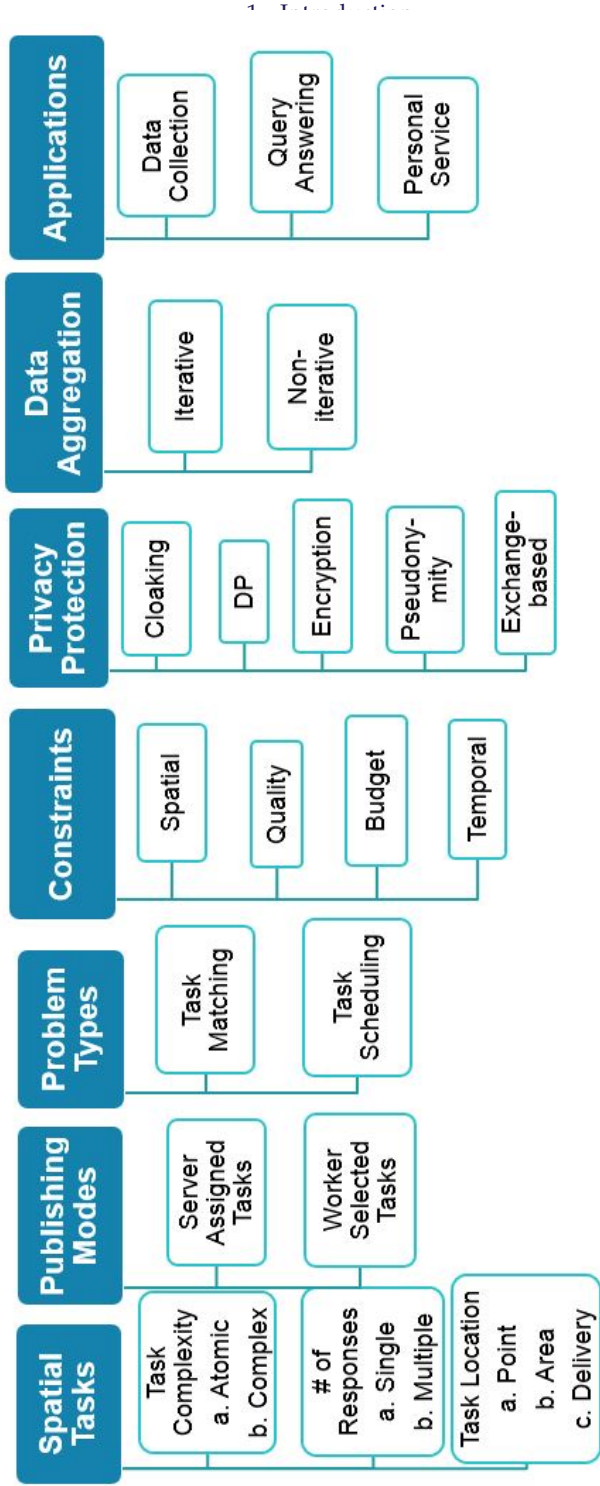 Spatial
Tasks
Task
Complexity
a. Atomic
b. Complex
# of
Responses
a. Single
b. Multiple
Task Location
a. Point
b. Area
c. Delivery
Publishing
Modes
Server
Assigned
Tasks
Worker
Selected
Tasks
Problem
Types
Task
Matching
Task
Scheduling
Constraints
Spatial
Quality
Budget
Temporal
Privacy
Protection
Cloaking
DP
Encryption
Pseudony-
mity
Exchange-
based
Data
Aggregation
Iterative
Non-
iterative
Applications
Data
Collection
Query
Answering
Personal
Service